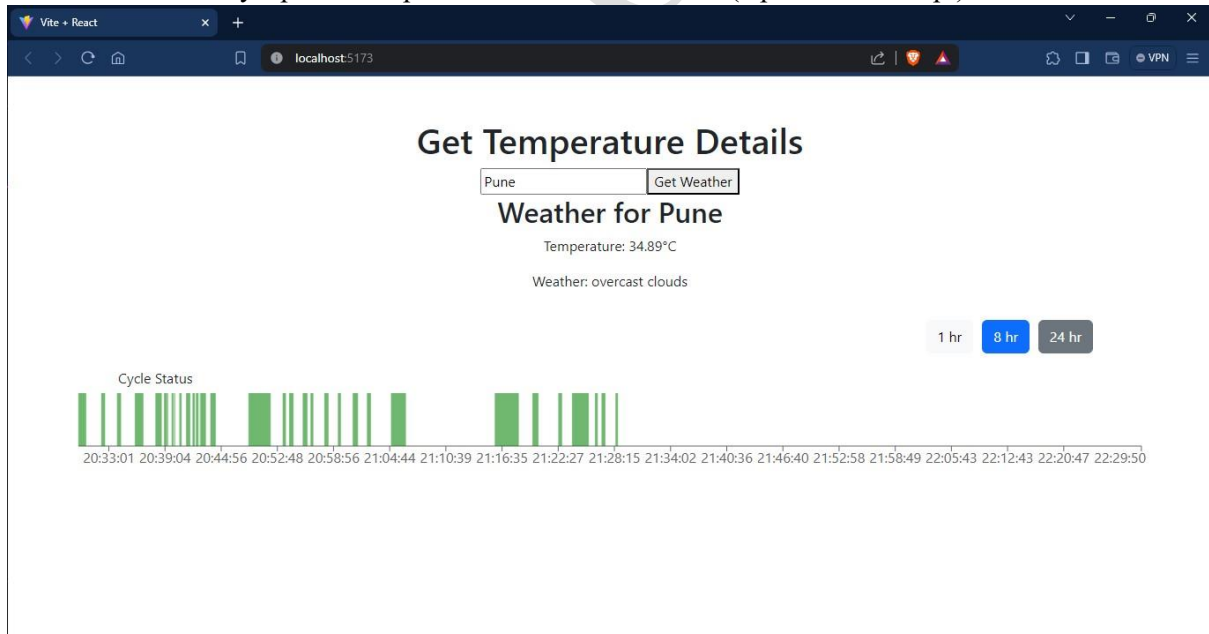 Vite + React
localhost:5173
VPN
Get Temperature Details
Pune Get Weather
Weather for Pune
Temperature: 34.89°C
Weather: overcast clouds
1 hr 8 hr 24 hr
Cycle Status
20:33:01 20:39:04 20:44:56 20:52:48 20:58:56 21:04:44 21:10:39 21:16:35 21:22:27 21:28:15 21:34:02 21:40:36 21:46:40 21:52:58 21:58:49 22:05:43 22:12:43 22:20:47 22:29:50